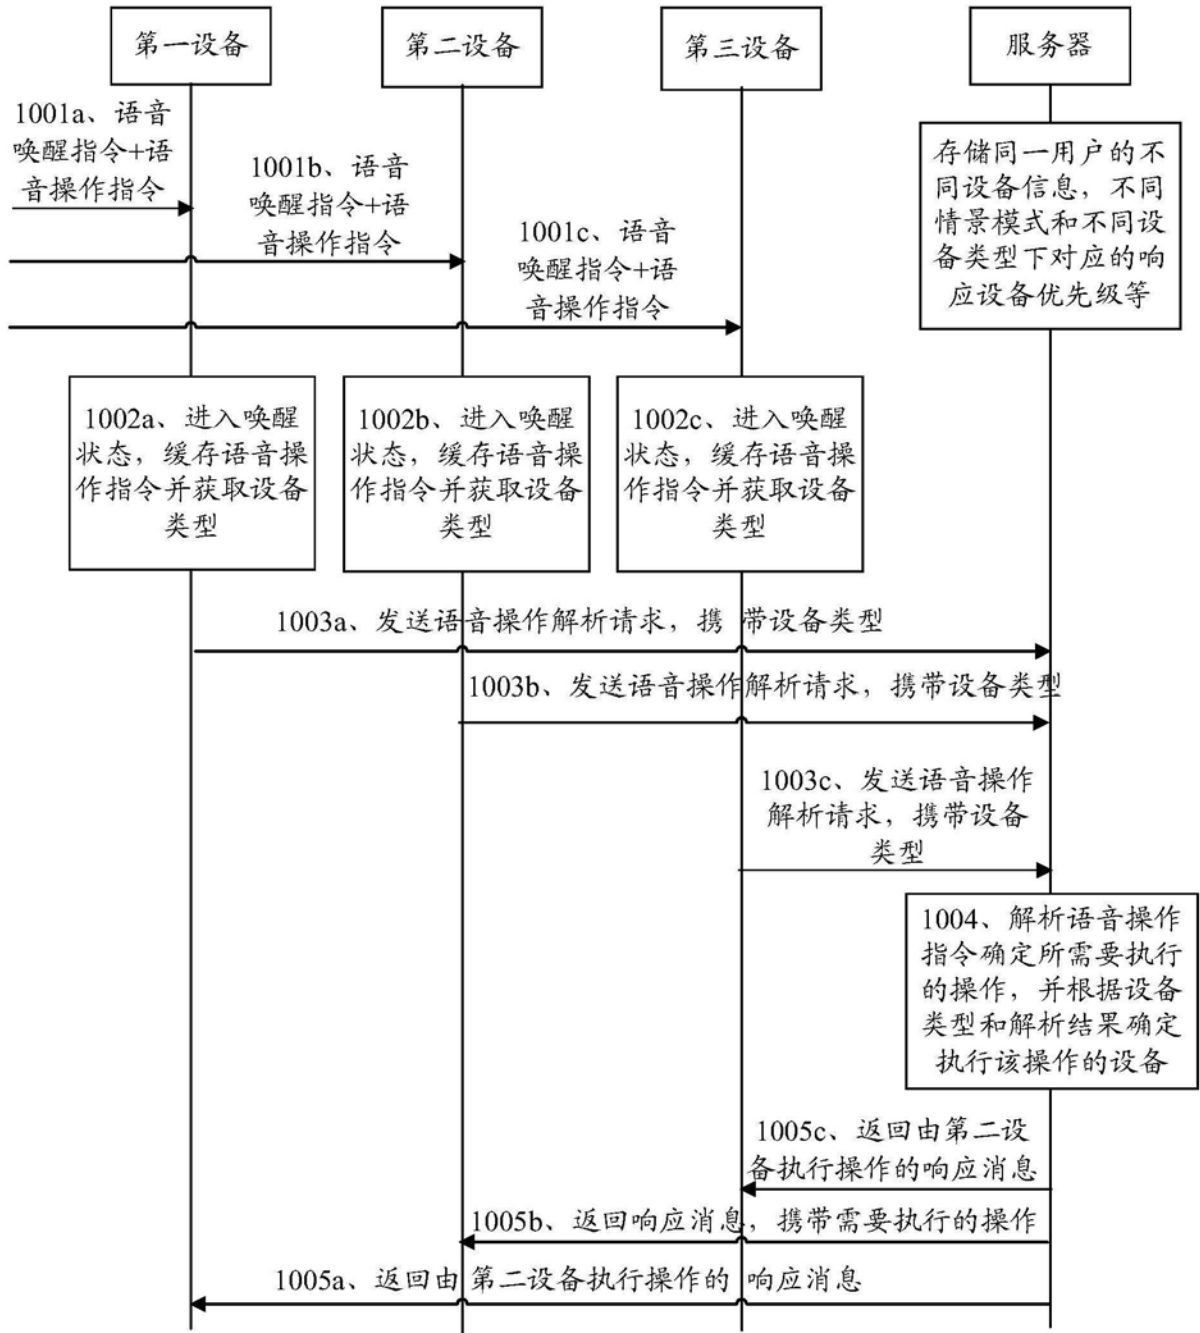 第一设备
第二设备
第三设备
服务器
1001a、语音
唤醒指令+语
音操作指令
1001b、语音
唤醒指令+语
音操作指令
1001c、语音
唤醒指令+语
音操作指令
存储同一用户的不
同设备信息，不同
情景模式和不同设
备类型下对应的响
应设备优先级等
1002a、进入唤醒
状态，缓存语音操
作指令并获取设备
类型
1002b、进入唤醒
状态，缓存语音操
作指令并获取设备
类型
1002c、进入唤醒
状态，缓存语音操
作指令并获取设备
类型
1003a、发送语音操作解析请求，携 带设备类型
1003b、发送语音操作解析请求，携带设备类型
1003c、发送语音操作
解析请求，携带设备
类型
1004、解析语音操作
指令确定所需要执行
的操作，并根据设备
类型和解析结果确定
执行该操作的设备
1005c、返回由第二设
备执行操作的响应消息
1005b、返回响应消息，携带需要执行的操作
1005a、返回由 第二设备执行操作的 响应消息